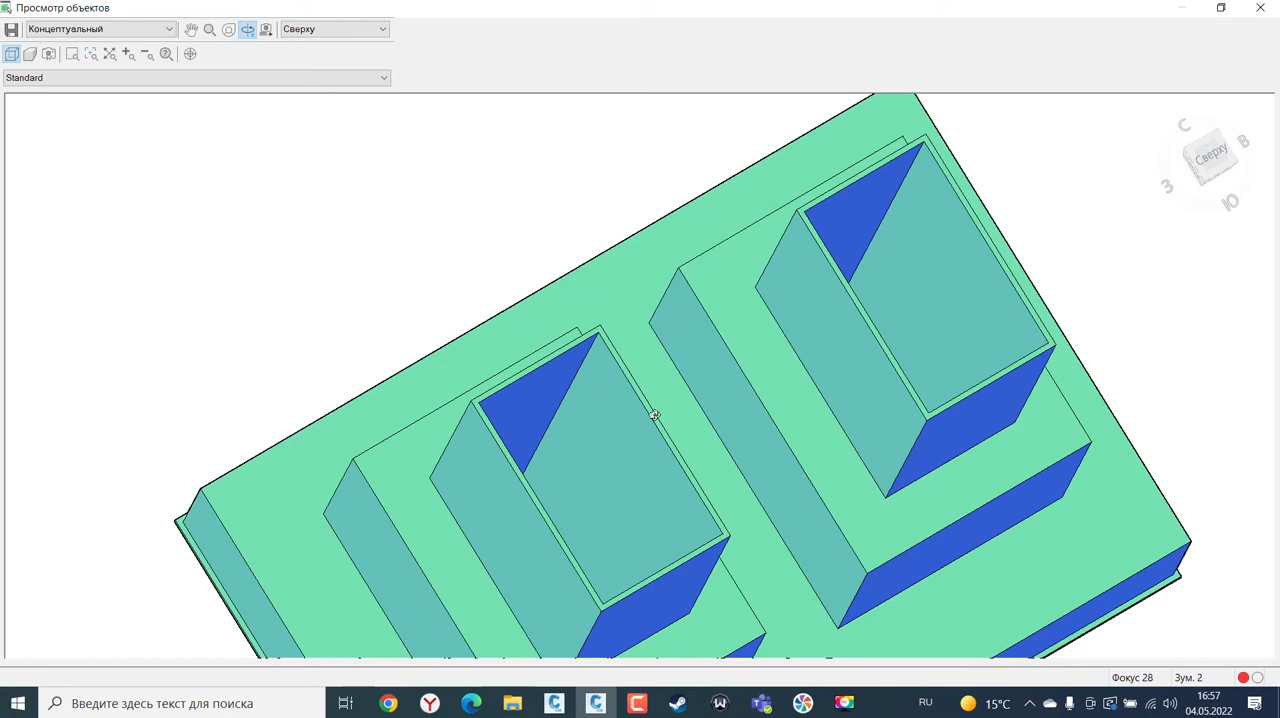 Просмотр объектов
Концептуальный
Сверху
Standard
С
В
Сверху
З
Ю
Фокус 28
Зум. 2
Введите здесь текст для поиска
RU
15°C
16:57
04.05.2022